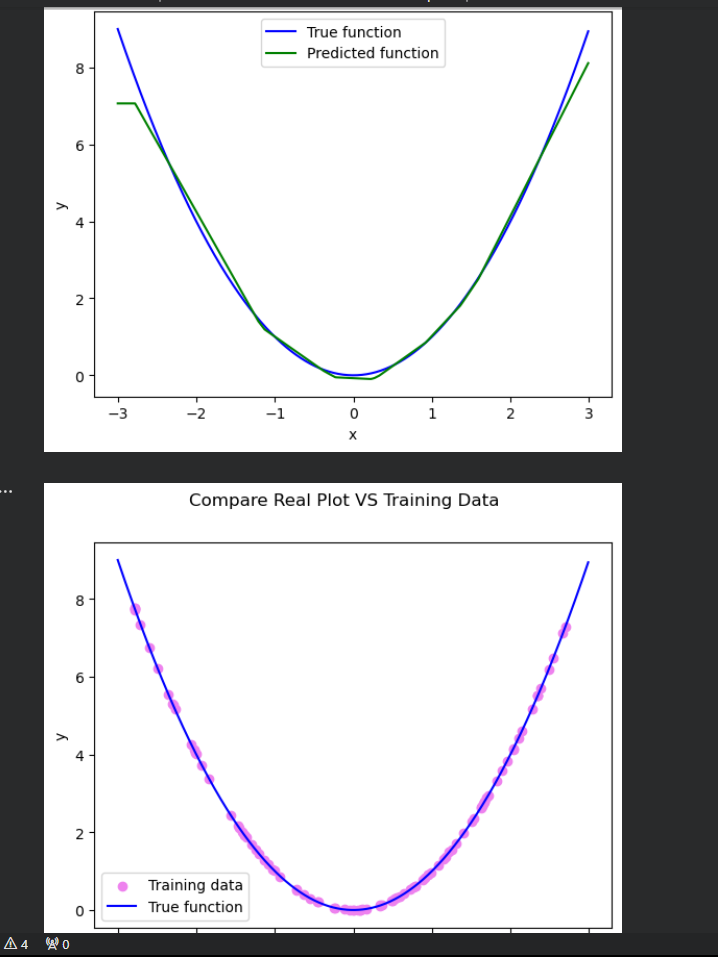 True function
Predicted function
8
6
4
2
0
y
−3 −2 −1 0 1 2 3
x
...
Compare Real Plot VS Training Data
8
6
4
2
0
y
Training data
True function
4 0